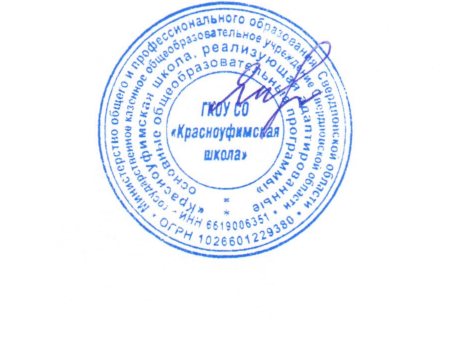 Министерство общего и профессионального образования Свердловской области
* ОГРН 1026601229380 *
государственное казенное общеобразовательное учреждение Свердловской области
* ИНН 6619006351 *
«Красноуфимская школа, реализующая адаптированные
основные общеобразовательные программы»
ГКОУ СО
«Красноуфимская
школа»